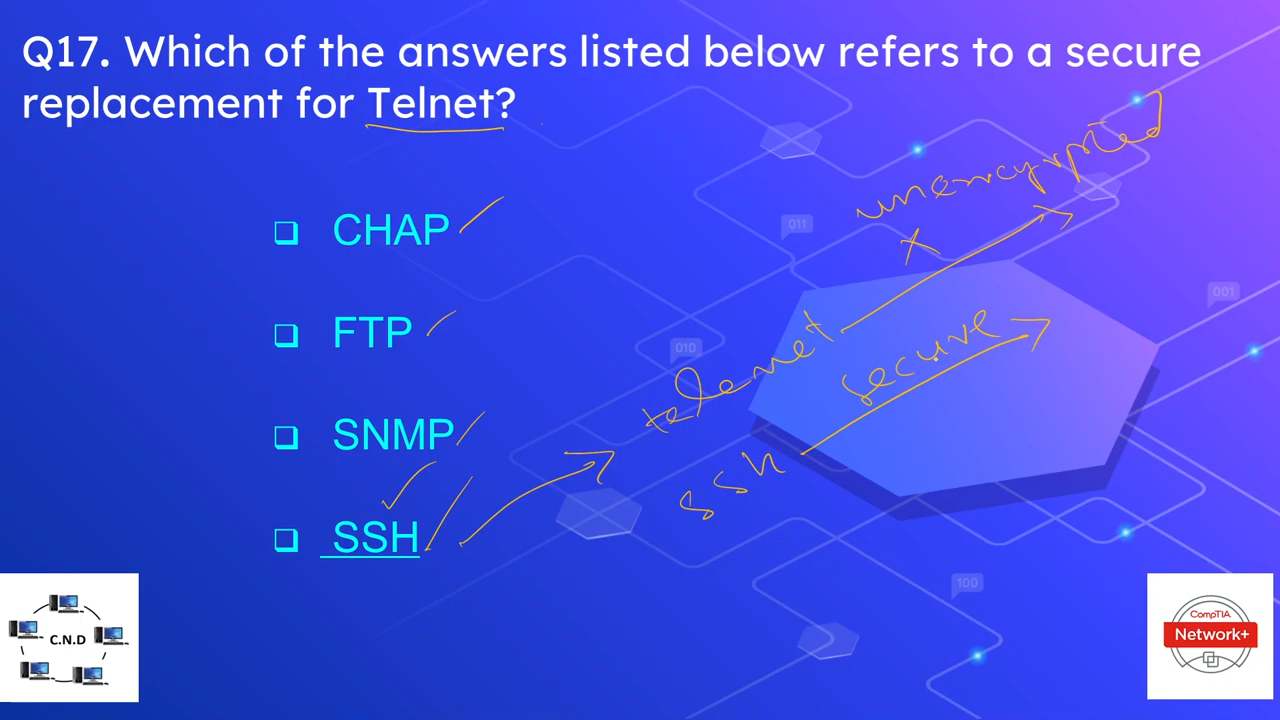 Q17. Which of the answers listed below refers to a secure
replacement for Telnet?
unencyrpted
011
CHAP
001
FTP
010
telenet
secure
SNMP
ssh
SSH
100
C.N.D
CompTIA
Network+